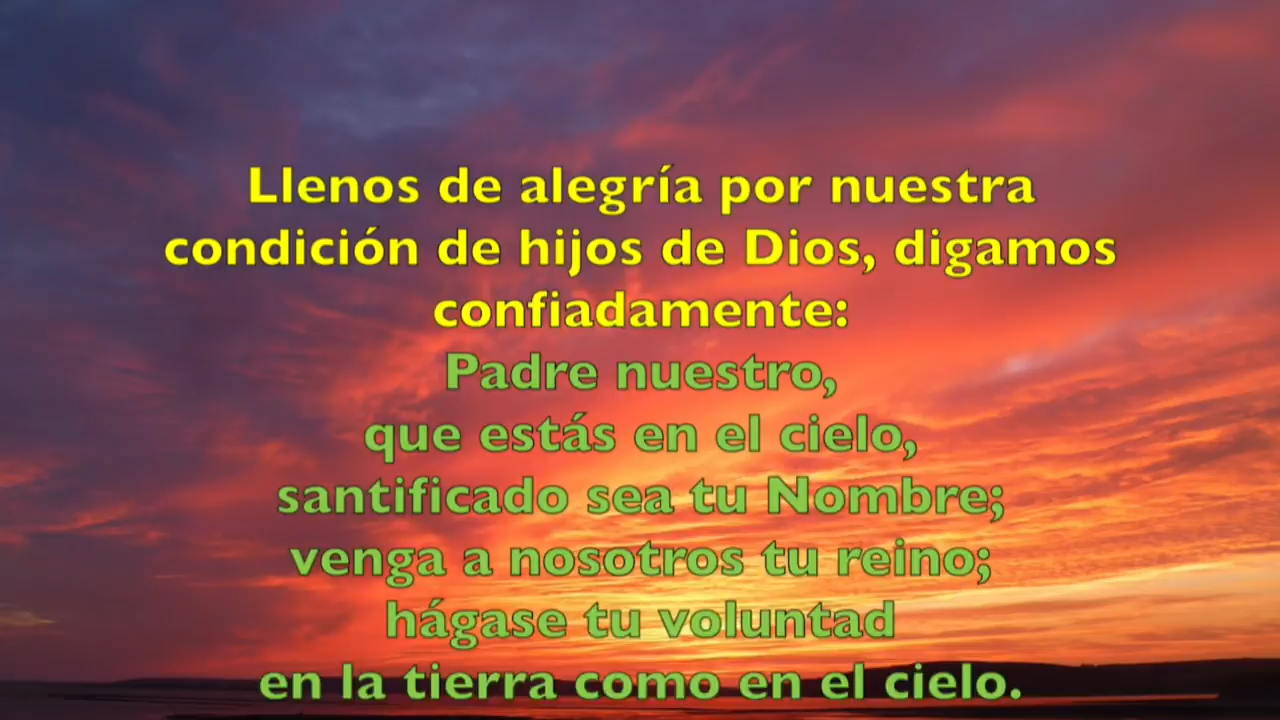 Llenos de alegría por nuestra
condición de hijos de Dios, digamos
confiadamente:
Padre nuestro,
que estás en el cielo,
santificado sea tu Nombre;
venga a nosotros tu reino;
hágase tu voluntad
en la tierra como en el cielo.